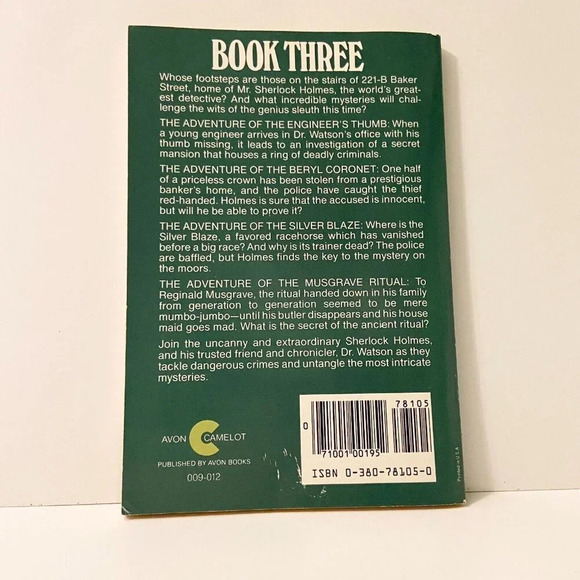 BOOK THREE
Whose footsteps are those on the stairs of 221-B Baker
Street, home of Mr. Sherlock Holmes, the world's great-
est detective? And what incredible mysteries will chal-
lenge the wits of the genius sleuth this time?
THE ADVENTURE OF THE ENGINEER'S THUMB: When
a young engineer arrives in Dr. Watson's office with his
thumb missing, it leads to an investigation of a secret
mansion that houses a ring of deadly criminals.
THE ADVENTURE OF THE BERYL CORONET: One half
of a priceless crown has been stolen from a prestigious
banker's home, and the police have caught the thief
red-handed. Holmes is sure that the accused is innocent,
but will he be able to prove it?
THE ADVENTURE OF THE SILVER BLAZE: Where is the
Silver Blaze, a favored racehorse which has vanished
before a big race? And why is its trainer dead? The police
are baffled, but Holmes finds the key to the mystery on
the moors.
THE ADVENTURE OF THE MUSGRAVE RITUAL: To
Reginald Musgrave, the ritual handed down in his family
from generation to generation seemed to be mere
mumbo-jumbo—until his butler disappears and his house
maid goes mad. What is the secret of the ancient ritual?
Join the uncanny and extraordinary Sherlock Holmes,
and his trusted friend and chronicler, Dr. Watson as they
tackle dangerous crimes and untangle the most intricate
mysteries.
AVON CAMELOT
PUBLISHED BY AVON BOOKS
009-012
78105
0
71001 00195
ISBN 0-380-78105-0
Printed in U.S.A.